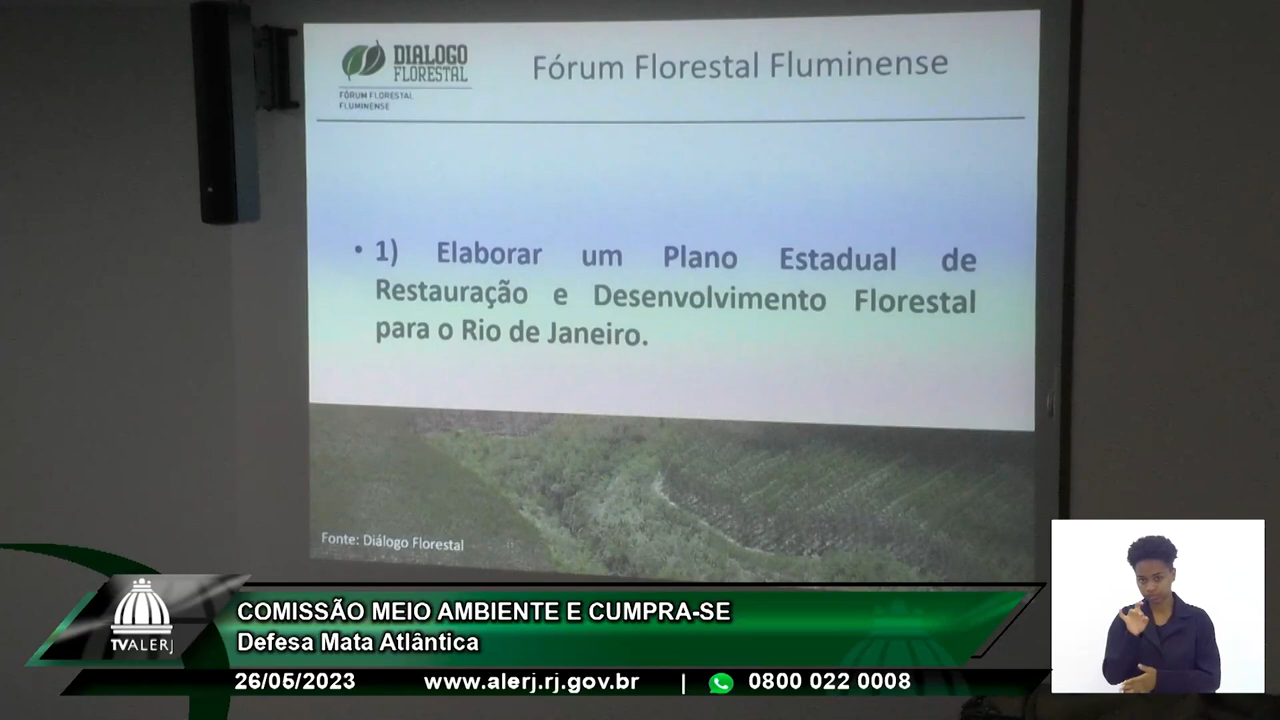 DIALOGO
FLORESTAL
FÓRUM FLORESTAL
FLUMINENSE
Fórum Florestal Fluminense
• 1) Elaborar um Plano Estadual de
Restauração e Desenvolvimento Florestal
para o Rio de Janeiro.
Fonte: Diálogo Florestal
TVALERJ
COMISSÃO MEIO AMBIENTE E CUMPRA-SE
Defesa Mata Atlântica
26/05/2023 www.alerj.rj.gov.br | 0800 022 0008